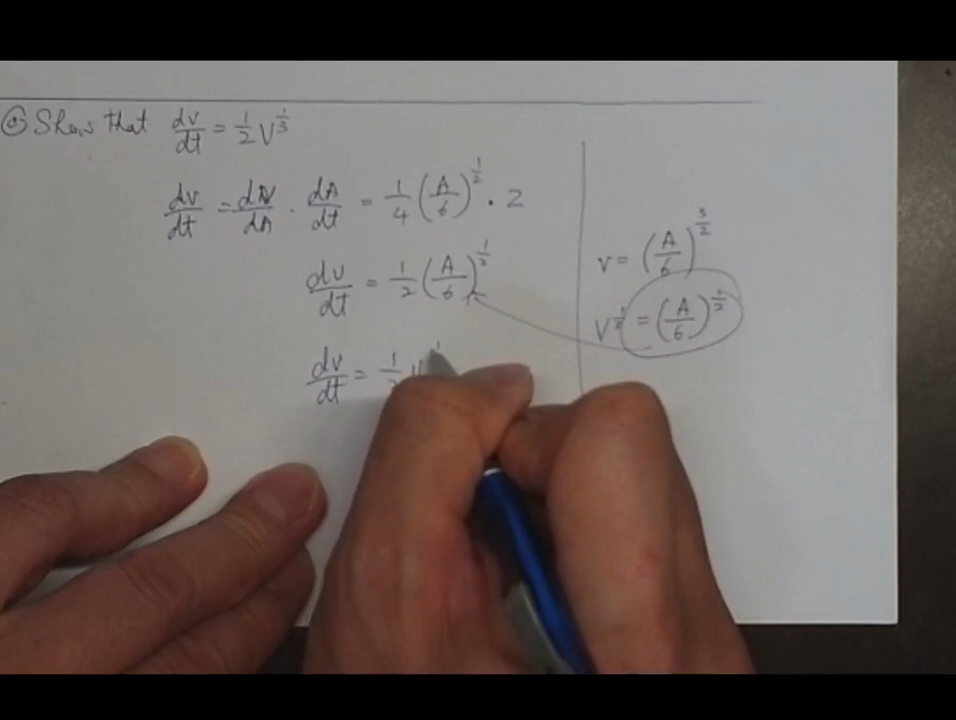 ⓐ Show that dv/dt = 1/2 V^(1/3)
dv/dt = dV/dA · dA/dt = 1/4 (A/6)^(1/2) · 2
dv/dt = 1/2 (A/6)^(1/2)
dv/dt = 1/2 V
V = (A/6)^(3/2)
V^(1/3) = (A/6)^(1/2)